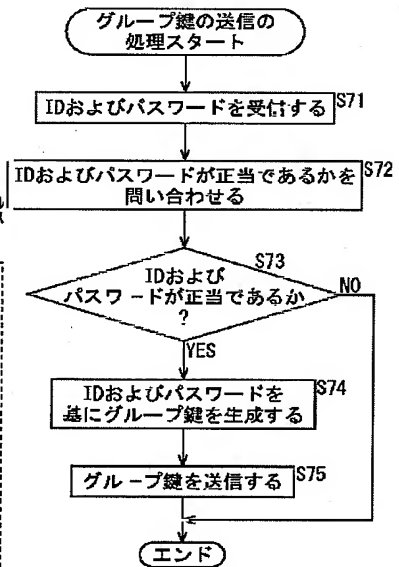 グループ鍵の送信の
処理スタート
IDおよびパスワードを受信する
S71
IDおよびパスワードが正当であるかを
問い合わせる
S72
S73
IDおよび
パスワードが正当であるか
?
NO
YES
IDおよびパスワードを
基にグループ鍵を生成する
S74
グループ鍵を送信する
S75
エンド